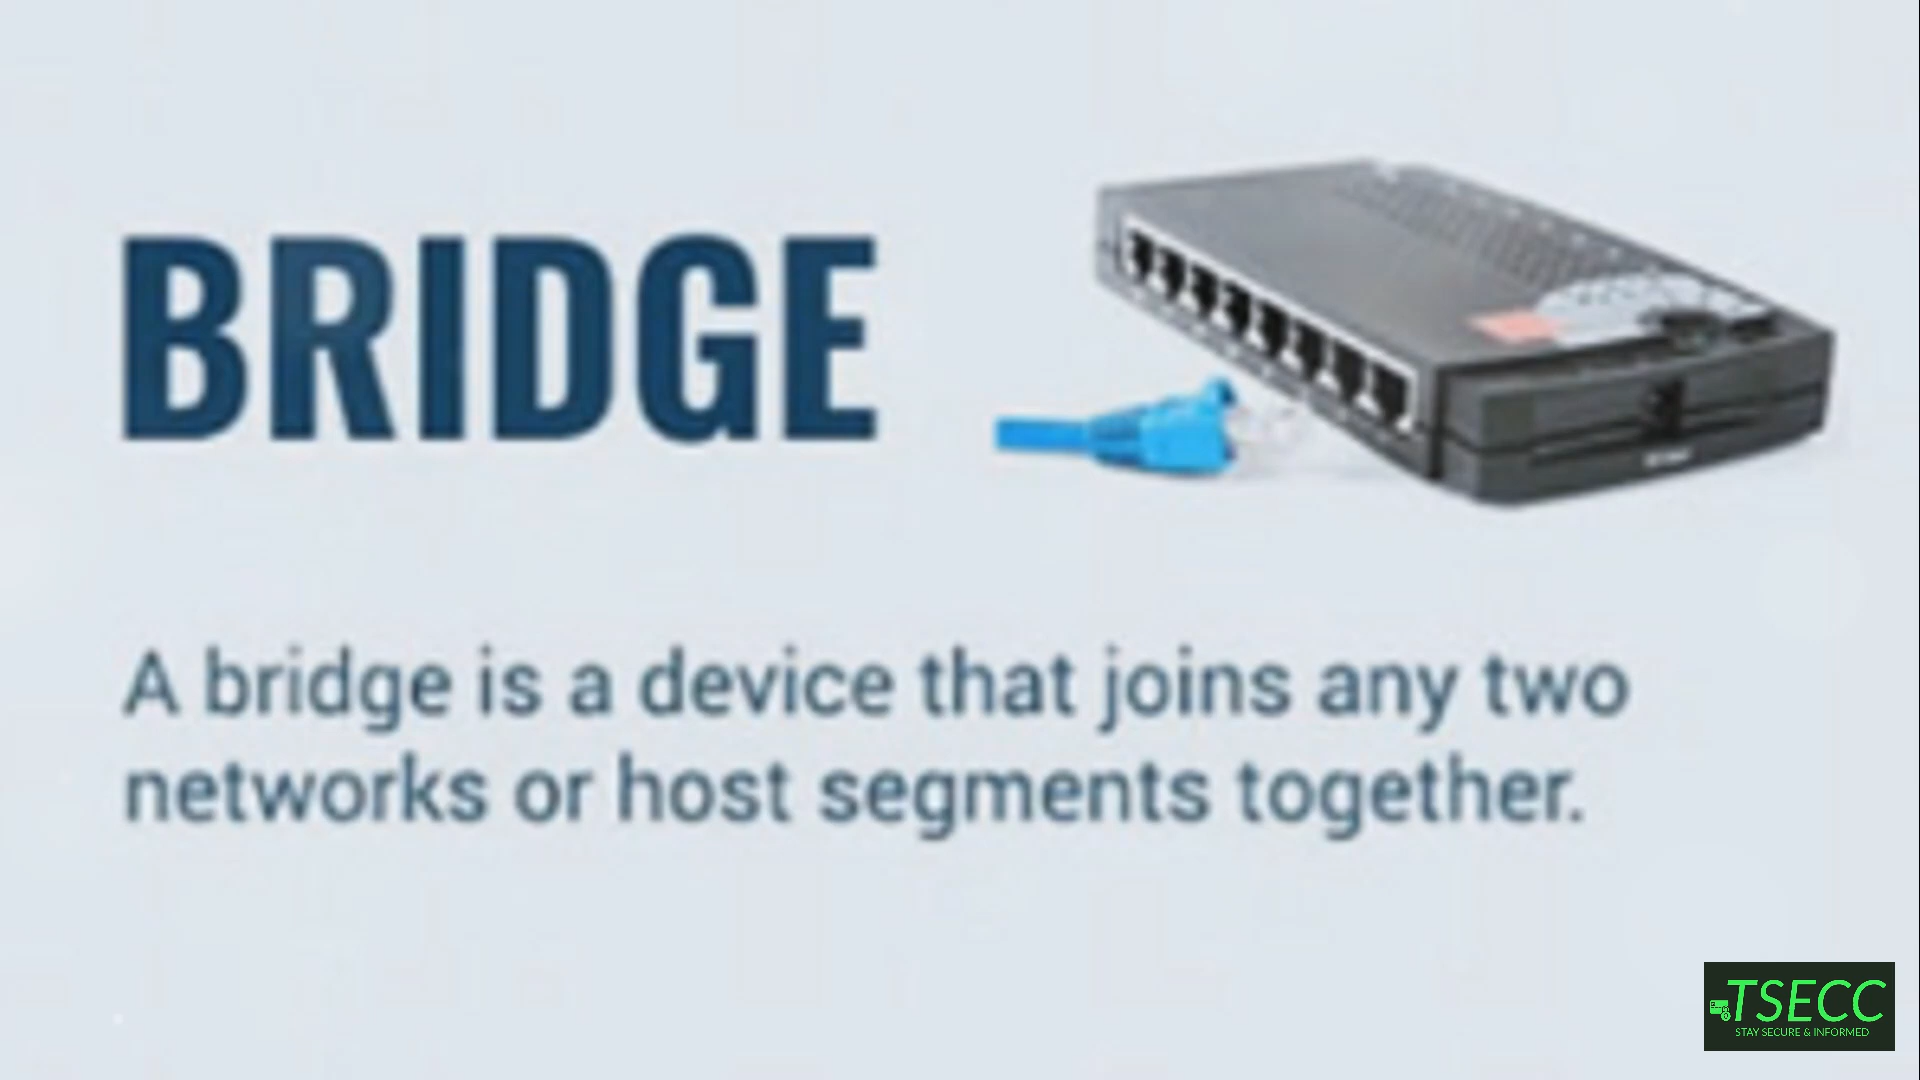 BRIDGE
A bridge is a device that joins any two
networks or host segments together.
TSECC
STAY SECURE & INFORMED